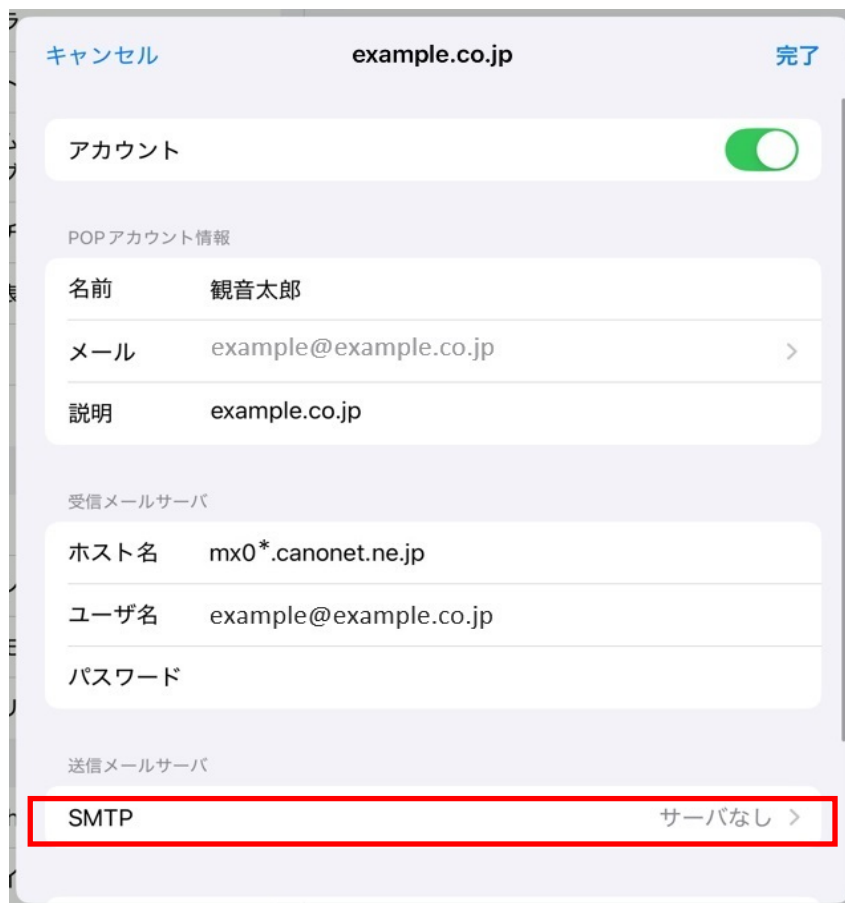 キャンセル example.co.jp 完了
アカウント
POPアカウント情報
名前 観音太郎
メール example@example.co.jp
説明 example.co.jp
受信メールサーバ
ホスト名 mx0*.canonet.ne.jp
ユーザ名 example@example.co.jp
パスワード
送信メールサーバ
SMTP サーバなし